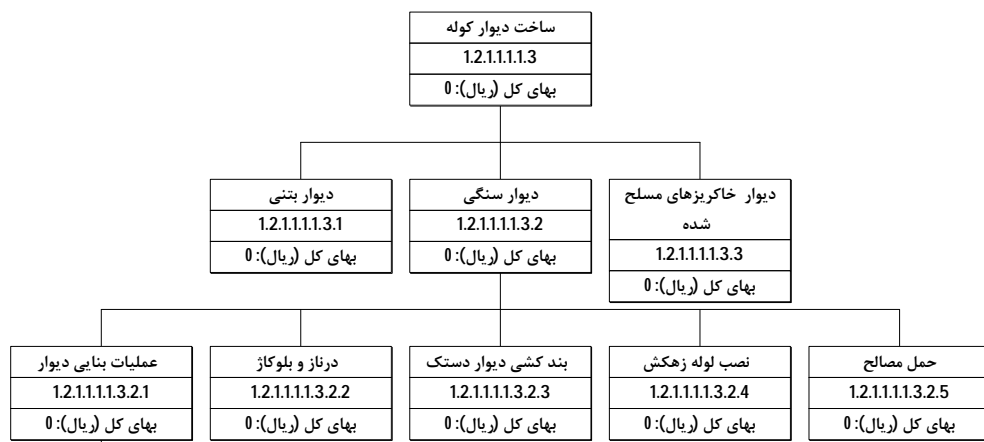 ساخت دیوار کوله
1.2.1.1.1.1.3
بهای کل (ریال): 0
دیوار بتنی
1.2.1.1.1.1.3.1
بهای کل (ریال): 0
دیوار سنگی
1.2.1.1.1.1.3.2
بهای کل (ریال): 0
دیوار خاکریزهای مسلح
شده
1.2.1.1.1.1.3.3
بهای کل (ریال): 0
عملیات بنایی دیوار
1.2.1.1.1.1.3.2.1
بهای کل (ریال): 0
درناز و بلوکاژ
1.2.1.1.1.1.3.2.2
بهای کل (ریال): 0
بند کشی دیوار دستک
1.2.1.1.1.1.3.2.3
بهای کل (ریال): 0
نصب لوله زهکش
1.2.1.1.1.1.3.2.4
بهای کل (ریال): 0
حمل مصالح
1.2.1.1.1.1.3.2.5
بهای کل (ریال): 0